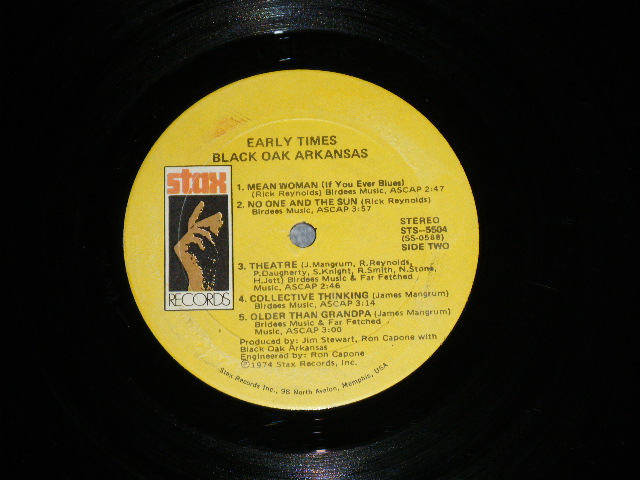 EARLY TIMES
BLACK OAK ARKANSAS
stax
RECORDS
1. MEAN WOMAN (If You Ever Blues)
(Rick Reynolds) Birdees Music, ASCAP 2:47
2. NO ONE AND THE SUN (Rick Reynolds)
Birdees Music, ASCAP 3:57
STEREO
STS-5504
(SS-0588)
SIDE TWO
3. THEATRE (J. Mangrum, R. Reynolds,
P. Daugherty, S. Knight, R. Smith, N. Stone,
H. Jett) Birdees Music & Far Fetched
Music, ASCAP 2:46
4. COLLECTIVE THINKING (James Mangrum)
Birdees Music, ASCAP 3:14
5. OLDER THAN GRANDPA (James Mangrum)
Birdees Music & Far Fetched
Music, ASCAP 3:00
Produced by: Jim Stewart, Ron Capone with
Black Oak Arkansas
Engineered by: Ron Capone
Ⓟ1974 Stax Records, Inc.
Stax Records Inc., 98 North Avalon, Memphis, USA